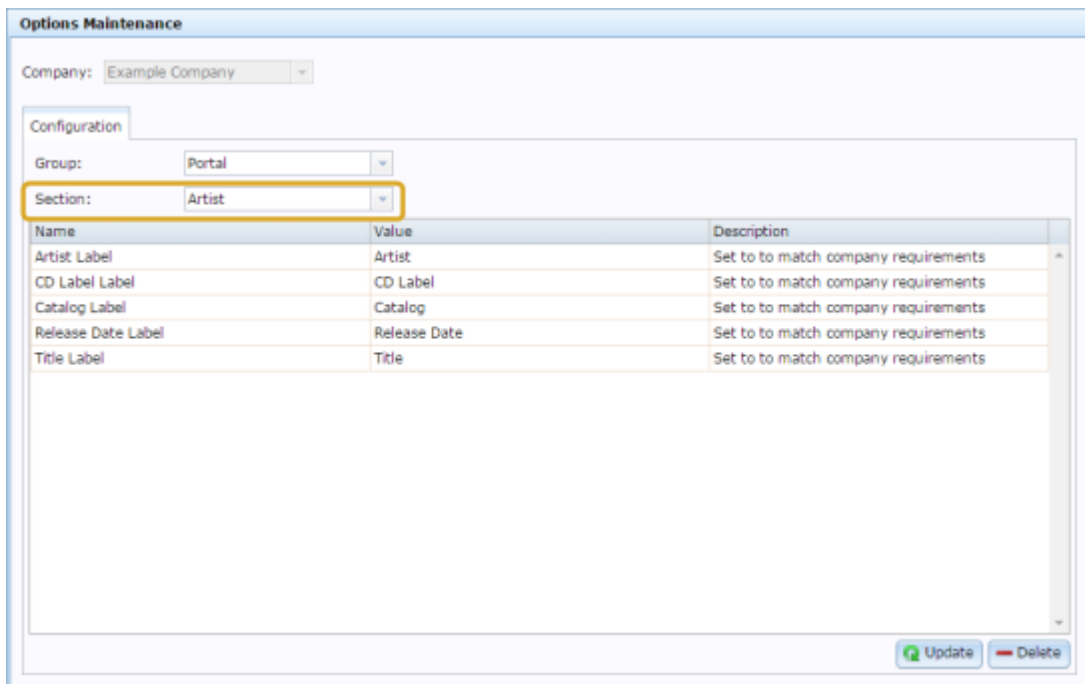 Options Maintenance
Company: Example Company
Configuration
Group: Portal
Section: Artist
Name Value Description
Artist Label Artist Set to to match company requirements
CD Label Label CD Label Set to to match company requirements
Catalog Label Catalog Set to to match company requirements
Release Date Label Release Date Set to to match company requirements
Title Label Title Set to to match company requirements
Update Delete